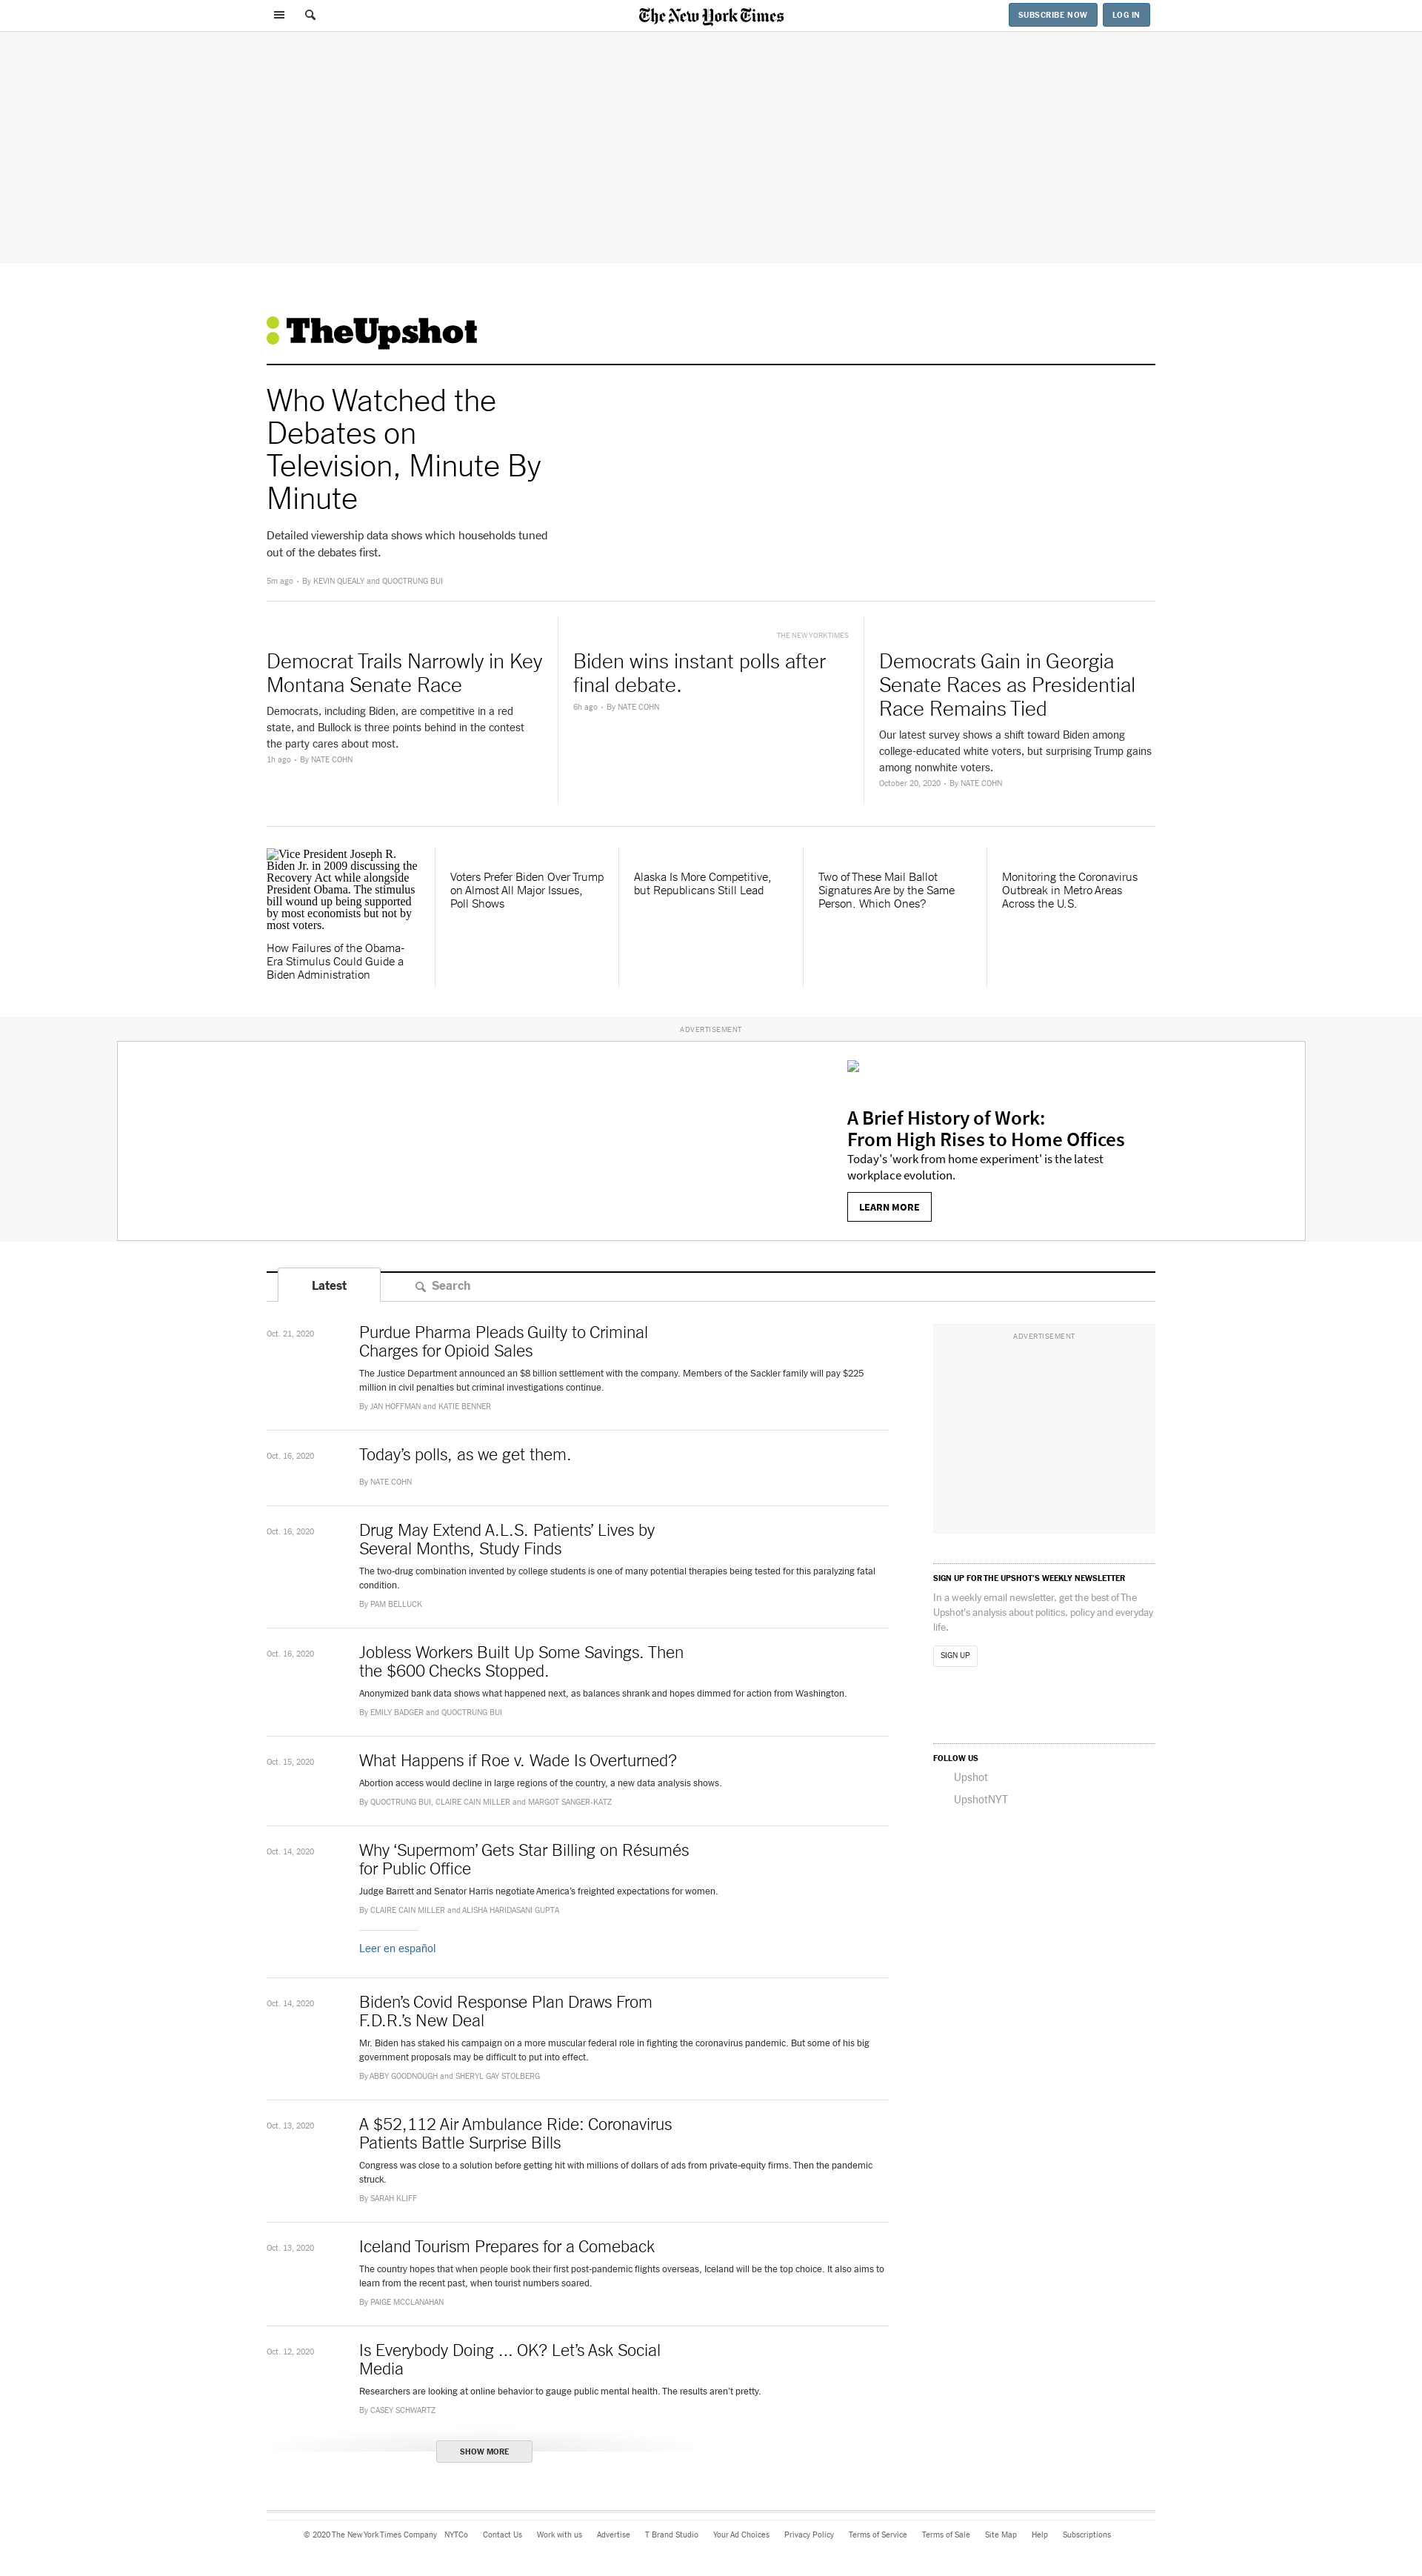 The New York Times
SUBSCRIBE NOW
LOG IN
TheUpshot
Who Watched the
Debates on
Television, Minute By
Minute
Detailed viewership data shows which households tuned
out of the debates first.
5m ago • By KEVIN QUEALY and QUOCTRUNG BUI
Democrat Trails Narrowly in Key
Montana Senate Race
Democrats, including Biden, are competitive in a red
state, and Bullock is three points behind in the contest
the party cares about most.
1h ago • By NATE COHN
THE NEW YORK TIMES
Biden wins instant polls after
final debate.
6h ago • By NATE COHN
Democrats Gain in Georgia
Senate Races as Presidential
Race Remains Tied
Our latest survey shows a shift toward Biden among
college-educated white voters, but surprising Trump gains
among nonwhite voters.
October 20, 2020 • By NATE COHN
Vice President Joseph R.
Biden Jr. in 2009 discussing the
Recovery Act while alongside
President Obama. The stimulus
bill wound up being supported
by most economists but not by
most voters.
How Failures of the Obama-
Era Stimulus Could Guide a
Biden Administration
Voters Prefer Biden Over Trump
on Almost All Major Issues,
Poll Shows
Alaska Is More Competitive,
but Republicans Still Lead
Two of These Mail Ballot
Signatures Are by the Same
Person. Which Ones?
Monitoring the Coronavirus
Outbreak in Metro Areas
Across the U.S.
ADVERTISEMENT
A Brief History of Work:
From High Rises to Home Offices
Today's 'work from home experiment' is the latest
workplace evolution.
LEARN MORE
Latest
Search
Oct. 21, 2020
Purdue Pharma Pleads Guilty to Criminal
Charges for Opioid Sales
The Justice Department announced an $8 billion settlement with the company. Members of the Sackler family will pay $225
million in civil penalties but criminal investigations continue.
By JAN HOFFMAN and KATIE BENNER
Oct. 16, 2020
Today's polls, as we get them.
By NATE COHN
Oct. 16, 2020
Drug May Extend A.L.S. Patients' Lives by
Several Months, Study Finds
The two-drug combination invented by college students is one of many potential therapies being tested for this paralyzing fatal
condition.
By PAM BELLUCK
Oct. 16, 2020
Jobless Workers Built Up Some Savings. Then
the $600 Checks Stopped.
Anonymized bank data shows what happened next, as balances shrank and hopes dimmed for action from Washington.
By EMILY BADGER and QUOCTRUNG BUI
Oct. 15, 2020
What Happens if Roe v. Wade Is Overturned?
Abortion access would decline in large regions of the country, a new data analysis shows.
By QUOCTRUNG BUI, CLAIRE CAIN MILLER and MARGOT SANGER-KATZ
Oct. 14, 2020
Why 'Supermom' Gets Star Billing on Résumés
for Public Office
Judge Barrett and Senator Harris negotiate America's freighted expectations for women.
By CLAIRE CAIN MILLER and ALISHA HARIDASANI GUPTA
Leer en español
Oct. 14, 2020
Biden's Covid Response Plan Draws From
F.D.R.'s New Deal
Mr. Biden has staked his campaign on a more muscular federal role in fighting the coronavirus pandemic. But some of his big
government proposals may be difficult to put into effect.
By ABBY GOODNOUGH and SHERYL GAY STOLBERG
Oct. 13, 2020
A $52,112 Air Ambulance Ride: Coronavirus
Patients Battle Surprise Bills
Congress was close to a solution before getting hit with millions of dollars of ads from private-equity firms. Then the pandemic
struck.
By SARAH KLIFF
Oct. 13, 2020
Iceland Tourism Prepares for a Comeback
The country hopes that when people book their first post-pandemic flights overseas, Iceland will be the top choice. It also aims to
learn from the recent past, when tourist numbers soared.
By PAIGE MCCLANAHAN
Oct. 12, 2020
Is Everybody Doing … OK? Let's Ask Social
Media
Researchers are looking at online behavior to gauge public mental health. The results aren't pretty.
By CASEY SCHWARTZ
SHOW MORE
ADVERTISEMENT
SIGN UP FOR THE UPSHOT'S WEEKLY NEWSLETTER
In a weekly email newsletter, get the best of The
Upshot's analysis about politics, policy and everyday
life.
SIGN UP
FOLLOW US
Upshot
UpshotNYT
© 2020 The New York Times Company NYTCo Contact Us Work with us Advertise T Brand Studio Your Ad Choices Privacy Policy Terms of Service Terms of Sale Site Map Help Subscriptions